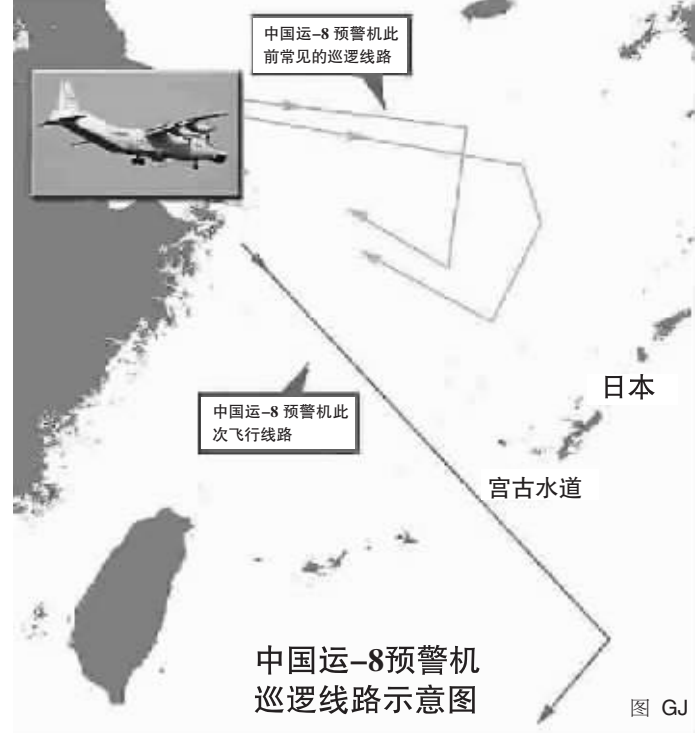 中国运–8 预警机此
前常见的巡逻线路
中国运–8 预警机此
次飞行线路
日本
宫古水道
中国运–8预警机
巡逻线路示意图
图 GJ